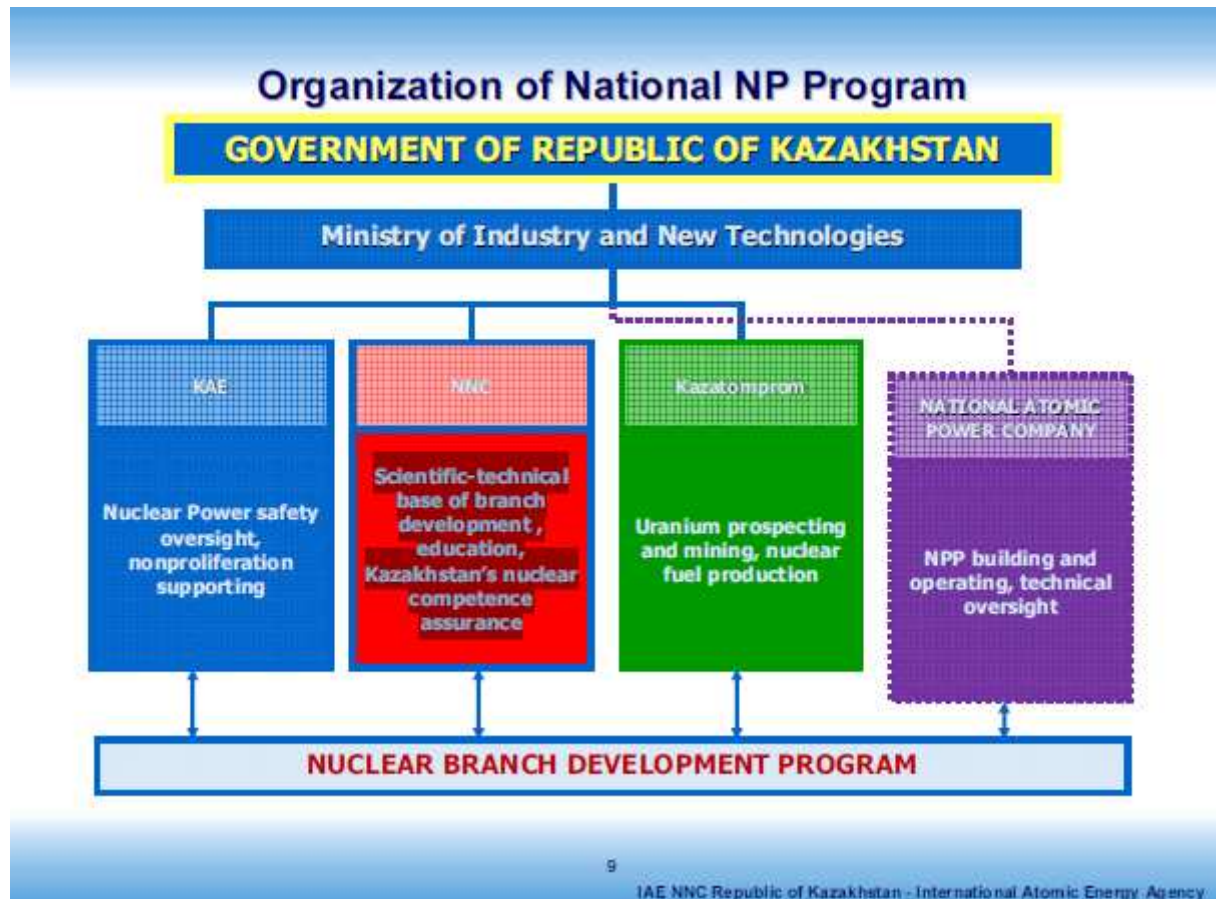 Organization of National NP Program
GOVERNMENT OF REPUBLIC OF KAZAKHSTAN
Ministry of Industry and New Technologies
KAE
Nuclear Power safety
oversight,
nonproliferation
supporting
NNC
Scientific-technical
base of branch
development ,
education,
Kazakhstan's nuclear
competence
assurance
Kazatomprom
Uranium prospecting
and mining, nuclear
fuel production
NATIONAL ATOMIC
POWER COMPANY
NPP building and
operating, technical
oversight
NUCLEAR BRANCH DEVELOPMENT PROGRAM
9
IAE NNC Republic of Kazakhstan - International Atomic Energy Agency